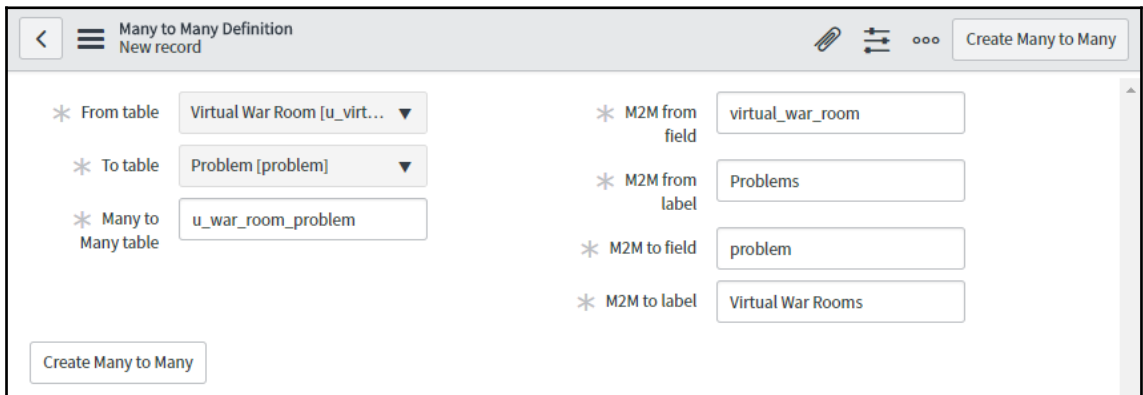 Many to Many Definition
New record
Create Many to Many
From table
Virtual War Room [u_virt...
To table
Problem [problem]
Many to
Many table
u_war_room_problem
M2M from
field
virtual_war_room
M2M from
label
Problems
M2M to field
problem
M2M to label
Virtual War Rooms
Create Many to Many